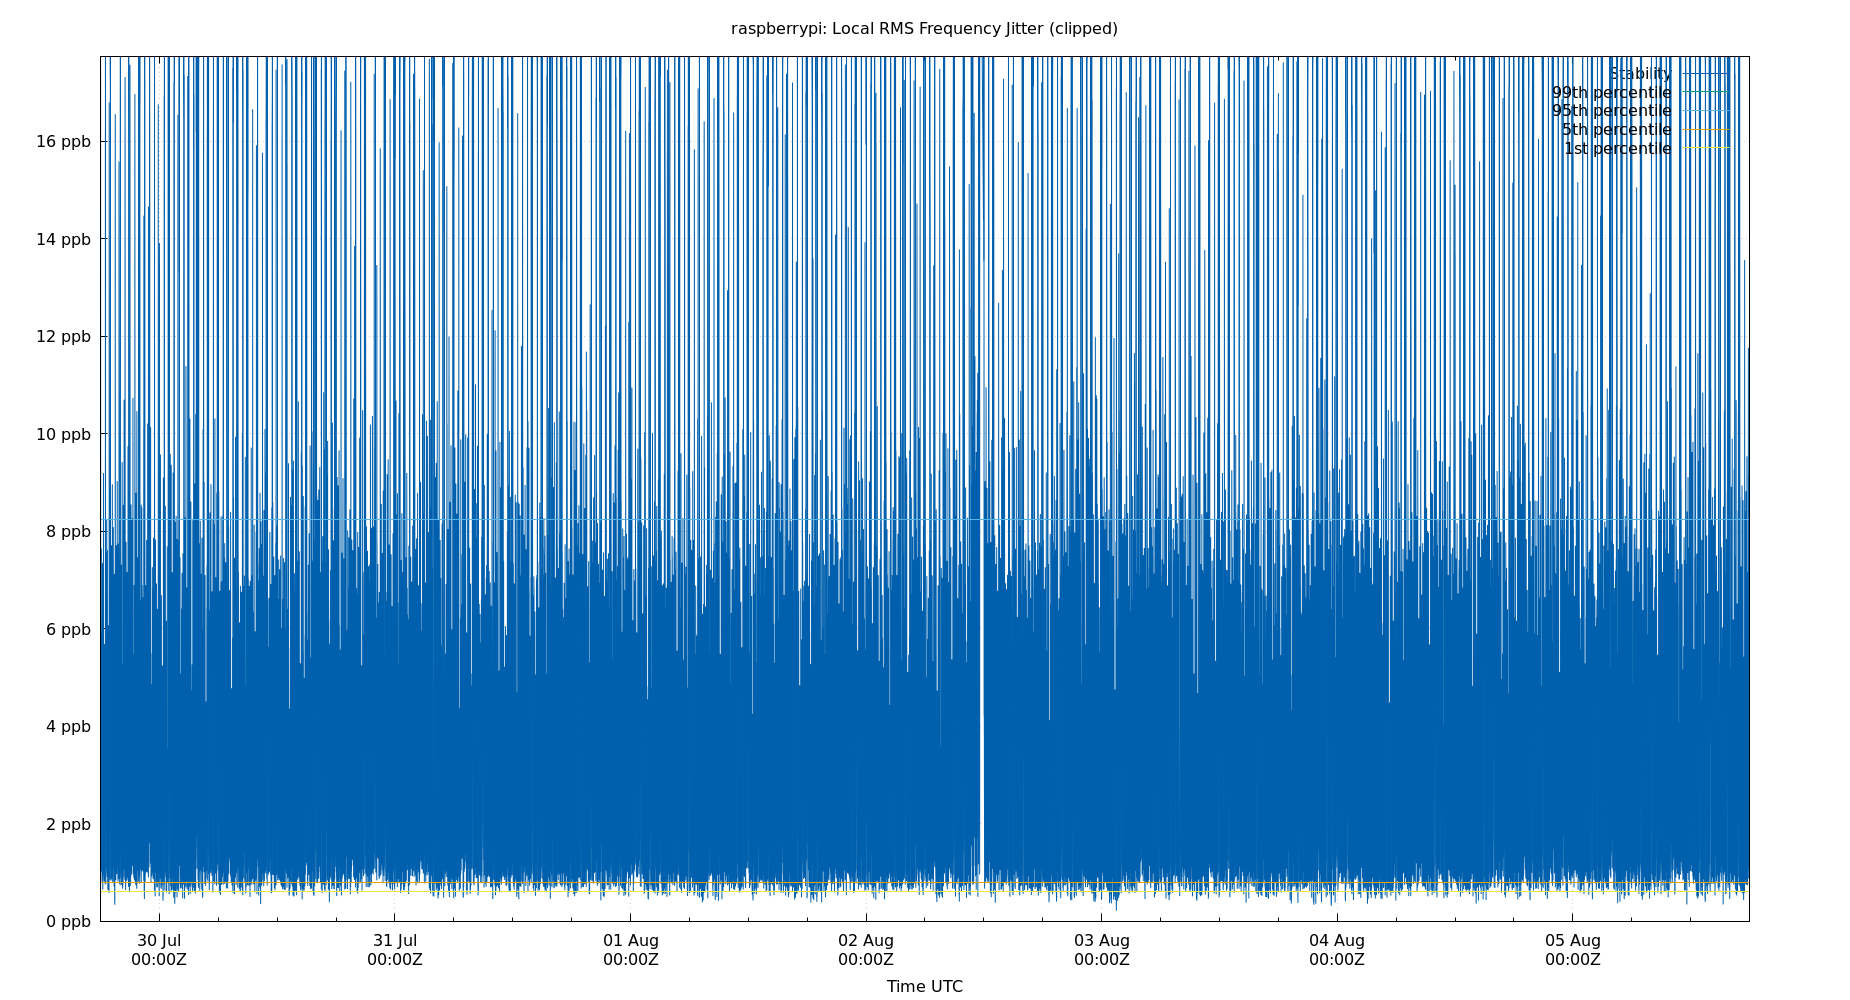 raspberrypi: Local RMS Frequency Jitter (clipped)
Stability
99th percentile
95th percentile
5th percentile
1st percentile
16 ppb
14 ppb
12 ppb
10 ppb
8 ppb
6 ppb
4 ppb
2 ppb
0 ppb
30 Jul 31 Jul 01 Aug 02 Aug 03 Aug 04 Aug 05 Aug
00:00Z 00:00Z 00:00Z 00:00Z 00:00Z 00:00Z 00:00Z
Time UTC